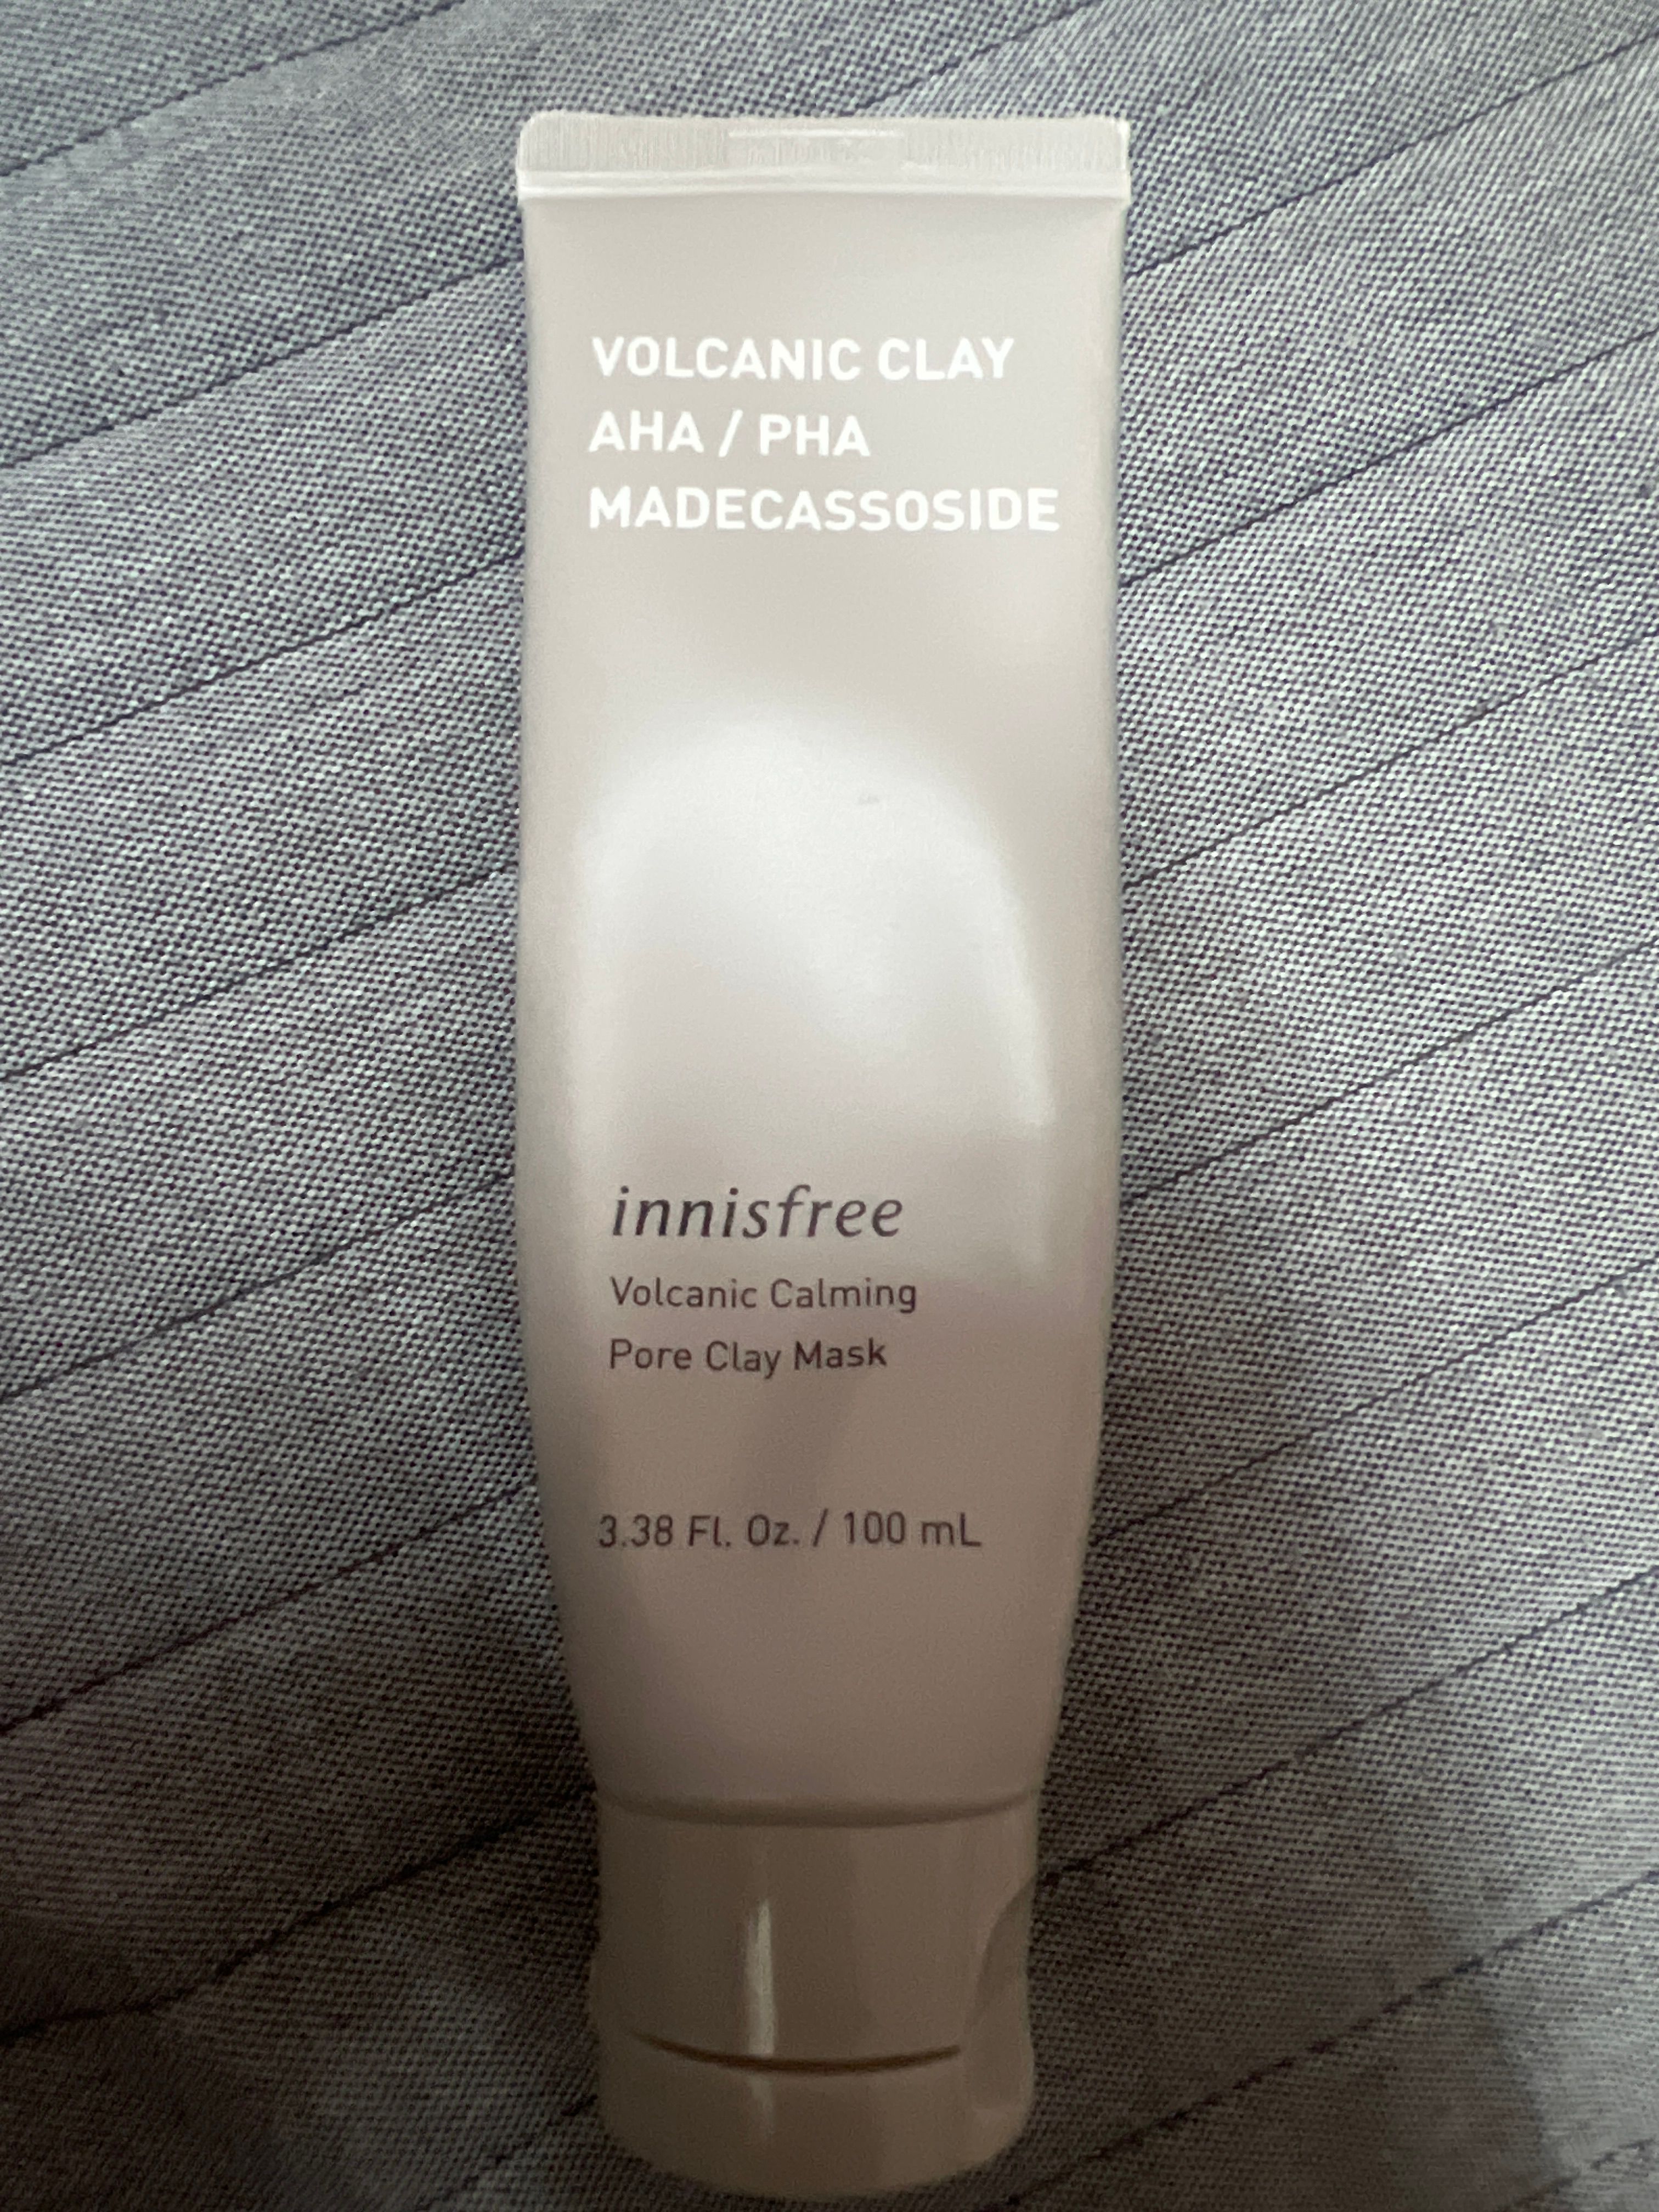 VOLCANIC CLAY
AHA / PHA
MADECASSOSIDE
innisfree
Volcanic Calming
Pore Clay Mask
3.38 Fl. Oz. / 100 mL